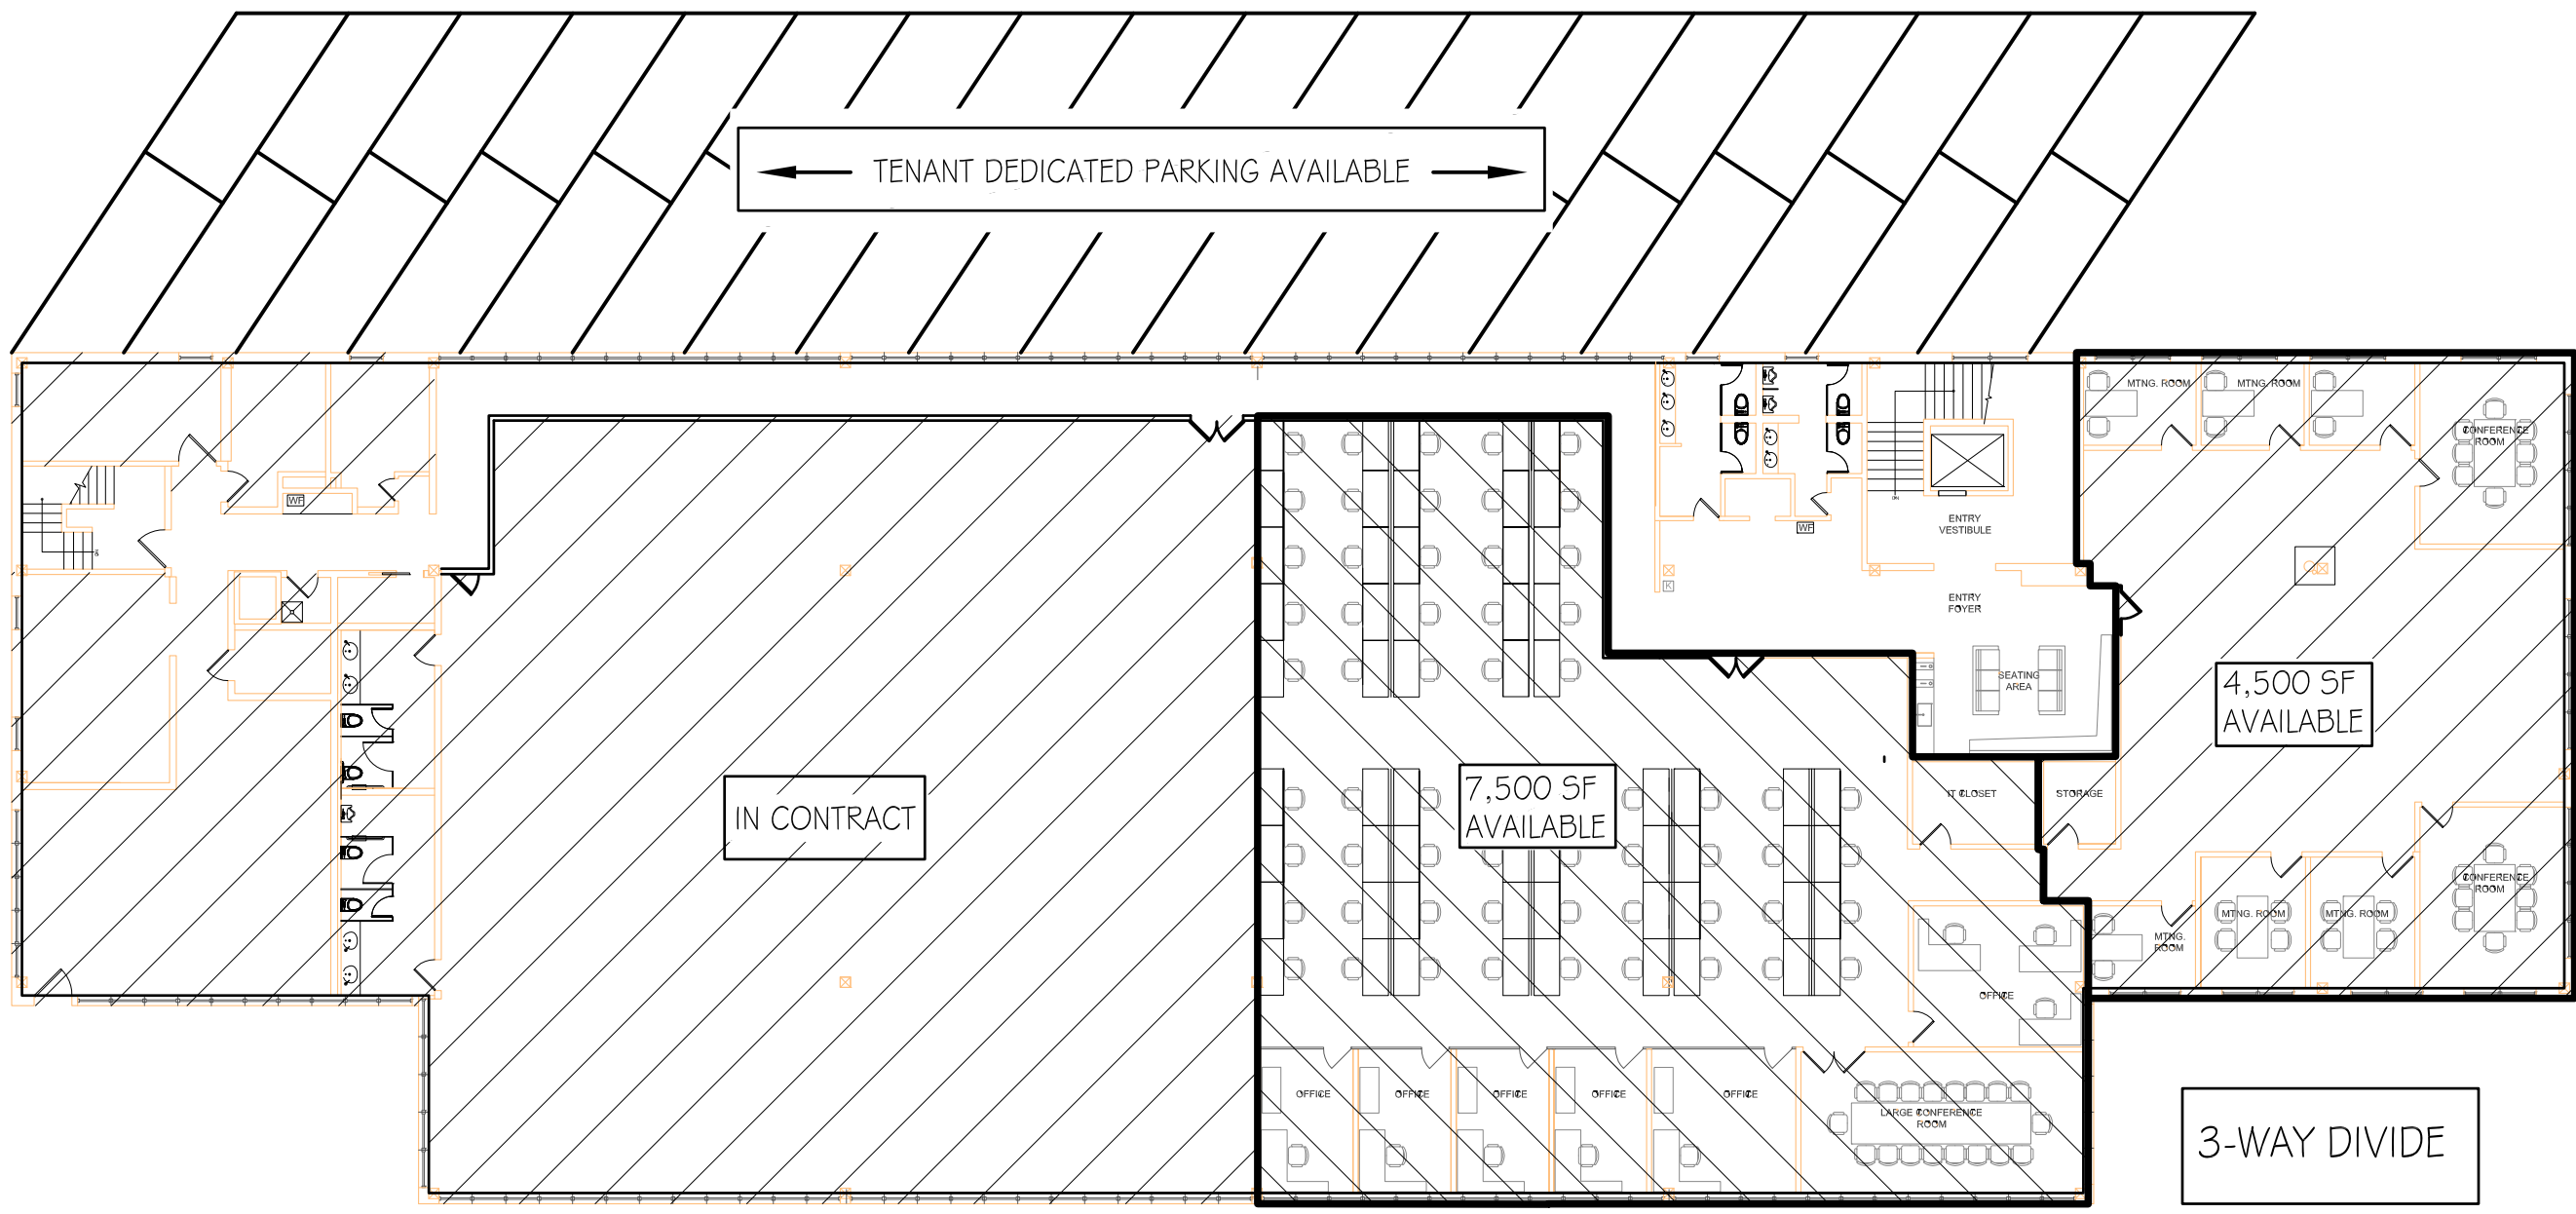 TENANT DEDICATED PARKING AVAILABLE
MTNG. ROOM
MTNG. ROOM
CONFERENCE
ROOM
WF
WF
ENTRY
VESTIBULE
K
ENTRY
FOYER
SEATING
AREA
4,500 SF
AVAILABLE
IN CONTRACT
7,500 SF
AVAILABLE
IT CLOSET
STORAGE
CONFERENCE
ROOM
MTNG. ROOM
MTNG. ROOM
MTNG.
ROOM
OFFICE
OFFICE
OFFICE
OFFICE
OFFICE
OFFICE
LARGE CONFERENCE
ROOM
3-WAY DIVIDE